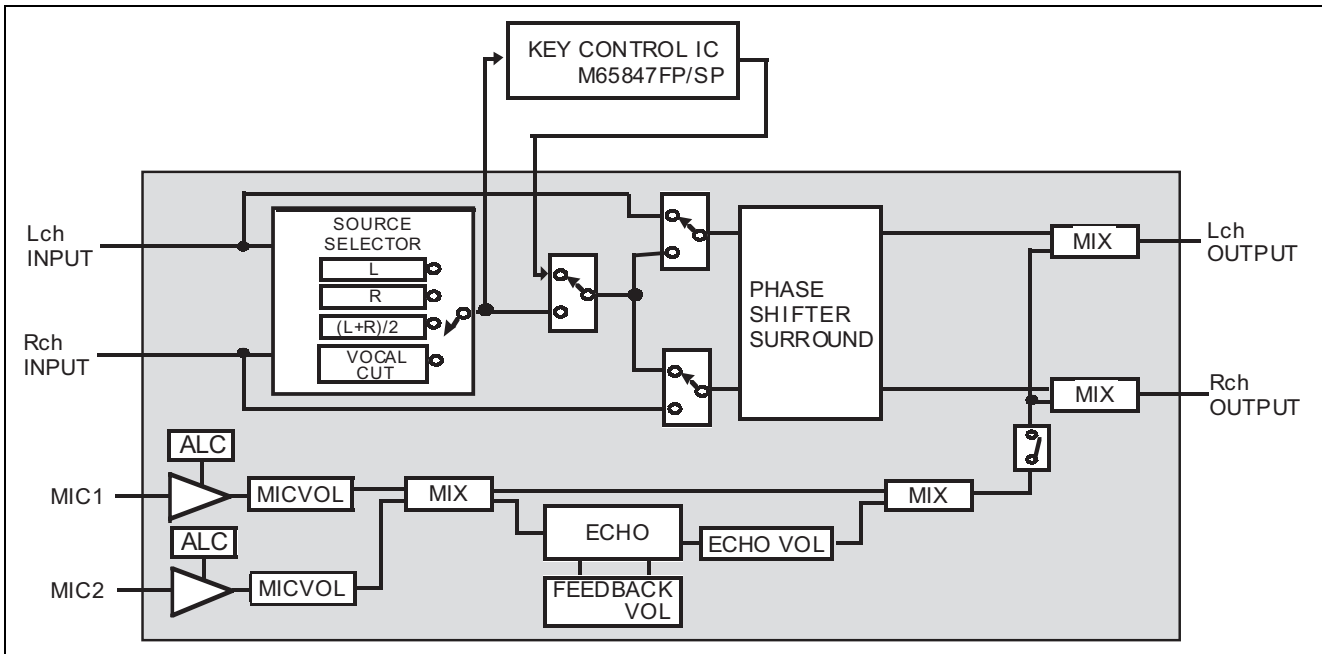 KEY CONTROL IC
M65847FP/SP
Lch
INPUT
Rch
INPUT
SOURCE
SELECTOR
L
R
(L+R)/2
VOCAL
CUT
PHASE
SHIFTER
SURROUND
MIX
Lch
OUTPUT
MIX
Rch
OUTPUT
ALC
MIC1
MICVOL
MIX
MIX
ALC
MIC2
MICVOL
ECHO
ECHO VOL
FEEDBACK
VOL